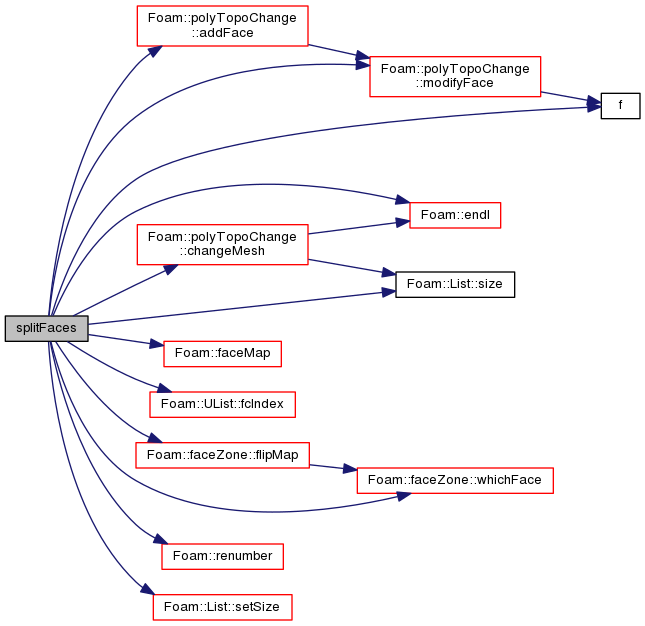 Foam::polyTopoChange
::addFace
Foam::polyTopoChange
::modifyFace
f
Foam::endl
Foam::polyTopoChange
::changeMesh
Foam::List::size
splitFaces
Foam::faceMap
Foam::UList::fcIndex
Foam::faceZone::flipMap
Foam::faceZone::whichFace
Foam::renumber
Foam::List::setSize